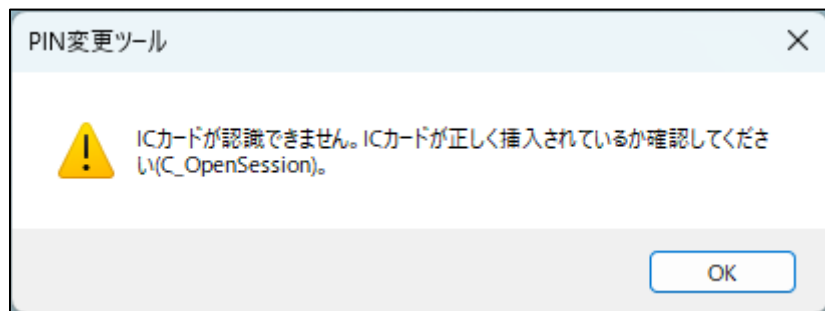 PIN変更ツール
ICカードが認識できません。ICカードが正しく挿入されているか確認してくださ
い(C_OpenSession)。
OK